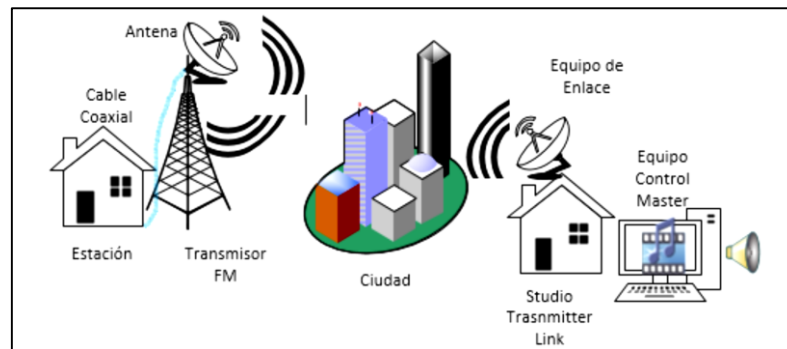 Antena
Cable
Coaxial
Estación
Transmisor
FM
Ciudad
Equipo de
Enlace
Equipo
Control
Master
Studio
Trasnmitter
Link